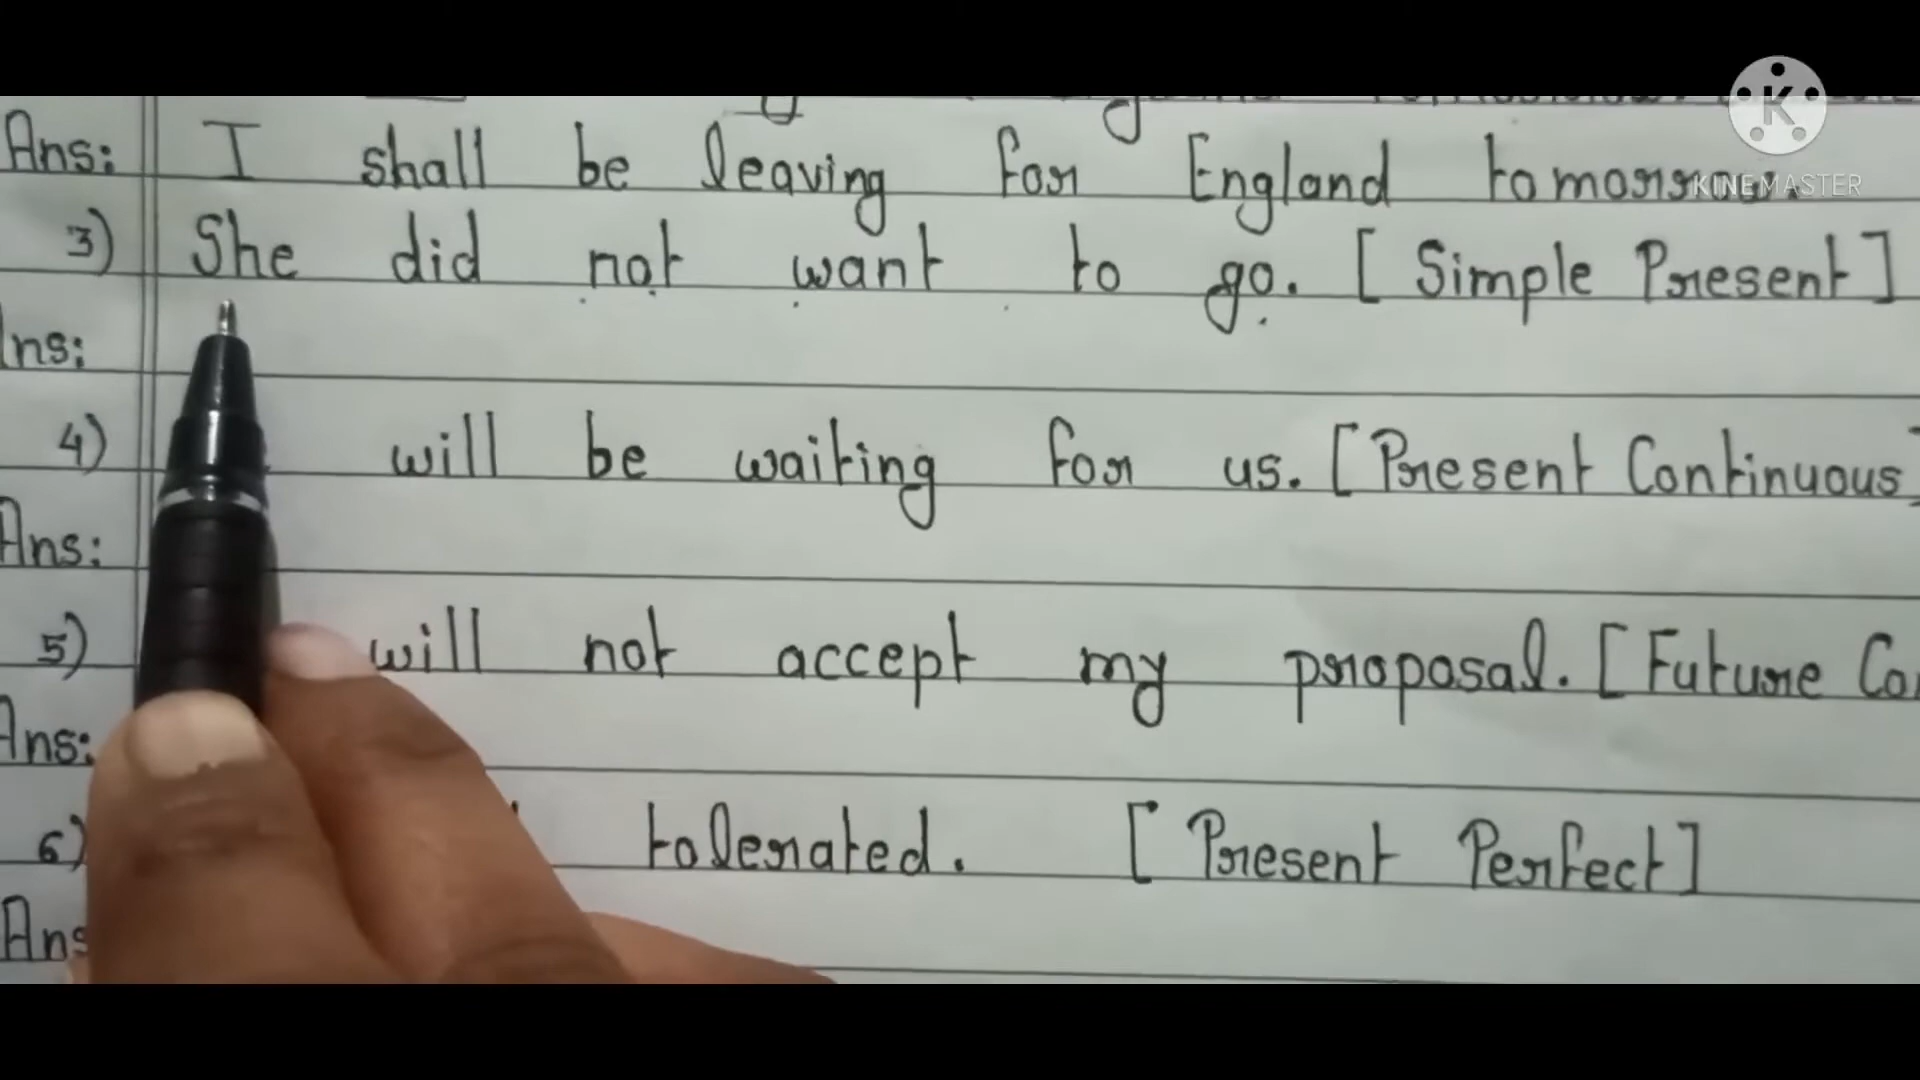 Ans: I shall be leaving for England tomorrow.
KINEMASTER
3) She did not want to go. [ Simple Present ]
Ans:
4) will be waiting for us. [ Present Continuous ]
Ans:
5) will not accept my proposal. [ Future
Ans:
6) tolerated. [ Present Perfect ]
Ans